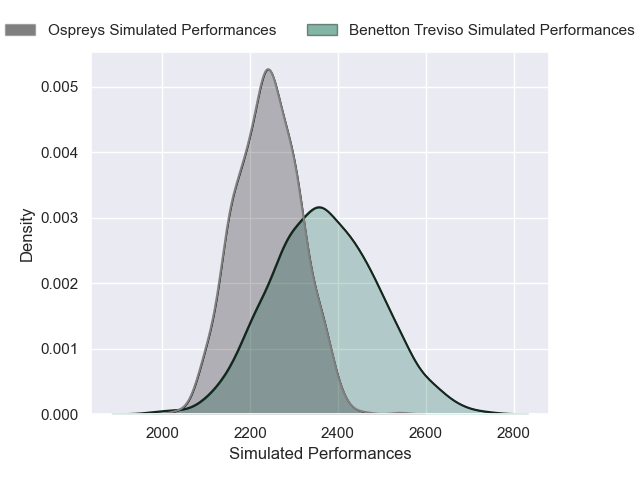 Ospreys Simulated Performances
Benetton Treviso Simulated Performances
0.005
0.004
0.003
0.002
0.001
0.000
Density
2000 2200 2400 2600 2800
Simulated Performances